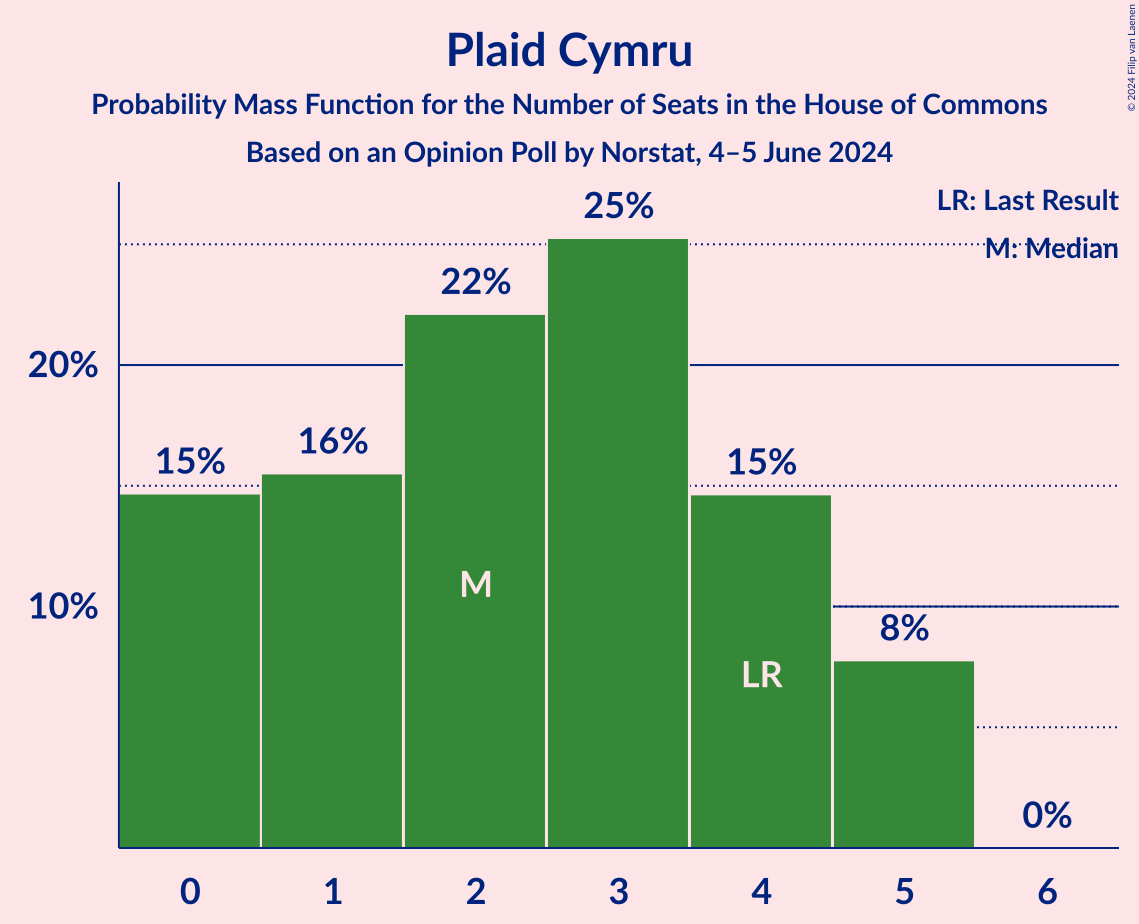 Plaid Cymru
Probability Mass Function for the Number of Seats in the House of Commons
Based on an Opinion Poll by Norstat, 4–5 June 2024
© 2024 Filip van Laenen
LR: Last Result
M: Median
25%
22%
20%
16%
15%
15%
M
10%
8%
LR
0%
0 1 2 3 4 5 6